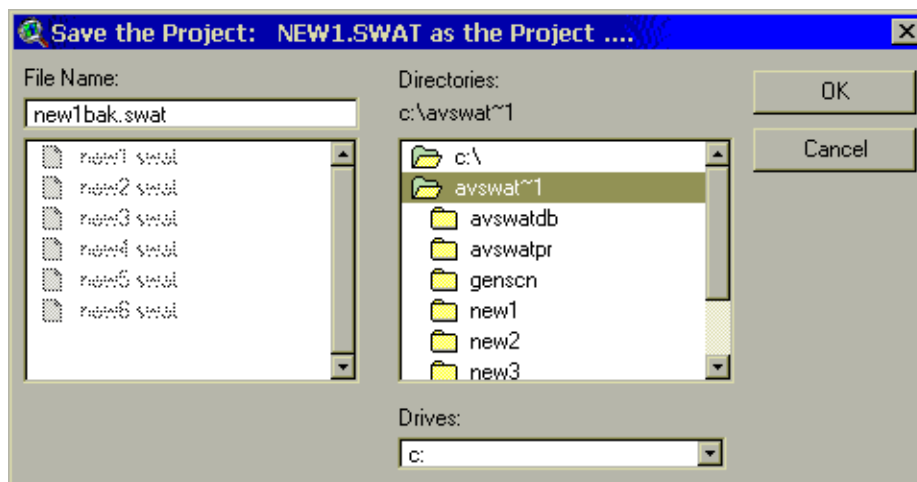 Save the Project: NEW1.SWAT as the Project ....
File Name:
new1bak.swat
new1.swat
new2.swat
new3.swat
new4.swat
new5.swat
new6.swat
Directories:
c:\avswat~1
c:\
avswat~1
avswatdb
avswatpr
genscn
new1
new2
new3
Drives:
c:
OK
Cancel